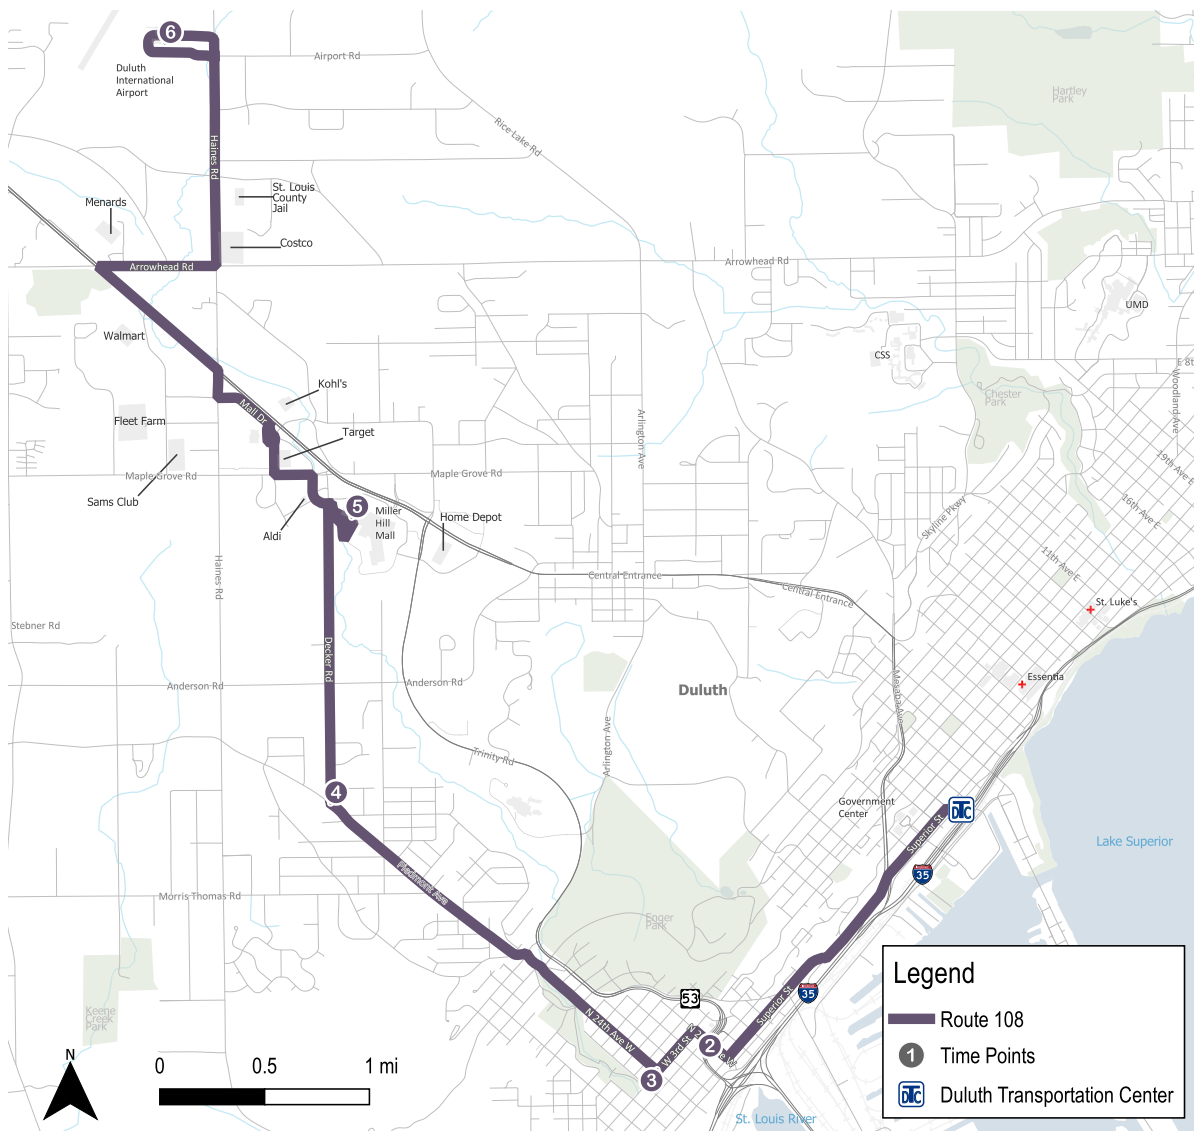 6
Duluth
International
Airport
Airport Rd
Hartley
Park
Rice Lake Rd
Haines Rd
St. Louis
County
Jail
Menards
Costco
Arrowhead Rd
Arrowhead Rd
UMD
Walmart
CSS
E 8t
Kohl's
Woodland Ave
Chester
Park
Mall Dr
Fleet Farm
Target
Arlington Ave
19th Ave E
Maple Grove Rd
Maple Grove Rd
Sams Club
16th Ave E
5
Miller
Hill
Mall
Home Depot
Skyline Pkwy
Aldi
11th Ave E
Haines Rd
Central Entrance
Central Entrance
St. Luke's
Stebner Rd
Decker Rd
Essentia
Anderson Rd
Anderson Rd
Duluth
Mesaba Ave
Arlington Ave
Trinity Rd
4
Government
Center
DTC
Superior St
Lake Superior
35
Piedmont Ave
Morris Thomas Rd
Enger
Park
35
53
Superior St
Keene
Creek
Park
N 24th Ave W
W 3rd St
2
3
N
0
0.5
1 mi
St. Louis River
Legend
Route 108
1
Time Points
DTC
Duluth Transportation Center